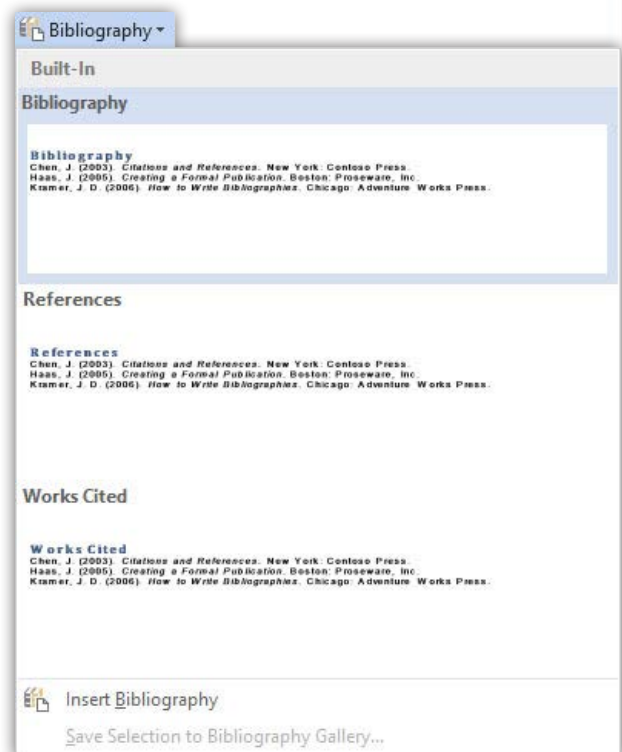 Bibliography
Built-In
Bibliography
Bibliography
Chen, J. (2003). Citations and References. New York: Contoso Press.
Haas, J. (2005). Creating a Formal Publication. Boston: Proseware, Inc.
Kramer, J. D. (2006). How to Write Bibliographies. Chicago: Adventure Works Press.
References
References
Chen, J. (2003). Citations and References. New York: Contoso Press.
Haas, J. (2005). Creating a Formal Publication. Boston: Proseware, Inc.
Kramer, J. D. (2006). How to Write Bibliographies. Chicago: Adventure Works Press.
Works Cited
Works Cited
Chen, J. (2003). Citations and References. New York: Contoso Press.
Haas, J. (2005). Creating a Formal Publication. Boston: Proseware, Inc.
Kramer, J. D. (2006). How to Write Bibliographies. Chicago: Adventure Works Press.
Insert Bibliography
Save Selection to Bibliography Gallery...